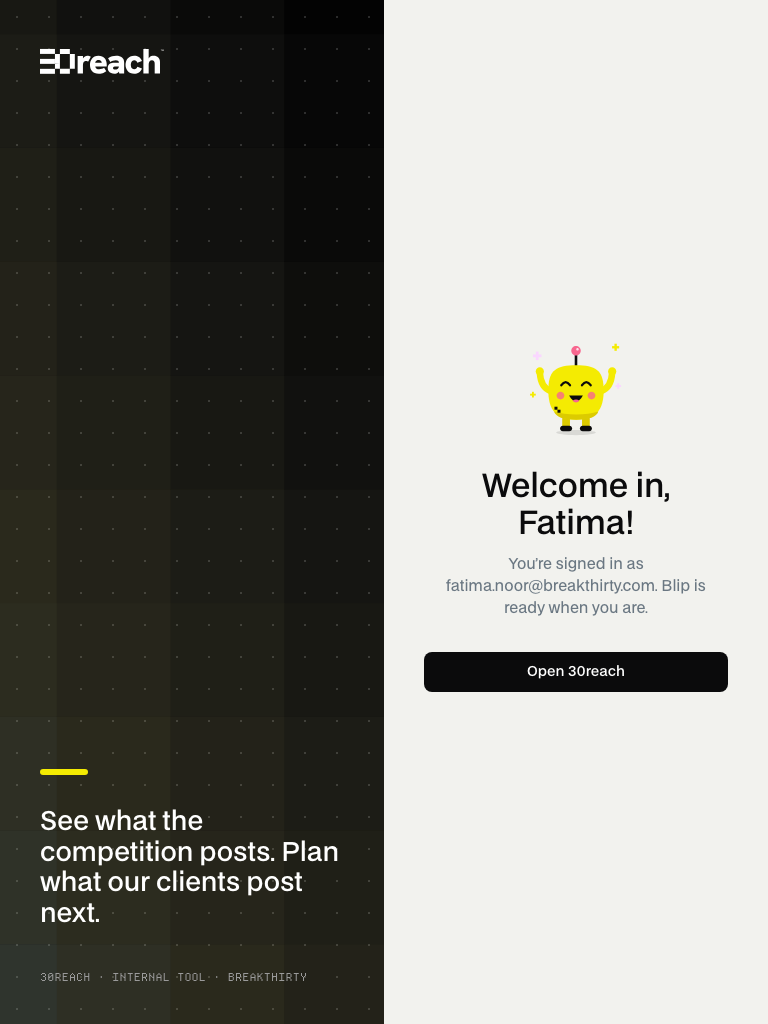 30reach
See what the
competition posts. Plan
what our clients post
next.
30REACH · INTERNAL TOOL · BREAKTHIRTY
Welcome in,
Fatima!
You're signed in as
fatima.noor@breakthirty.com. Blip is
ready when you are.
Open 30reach